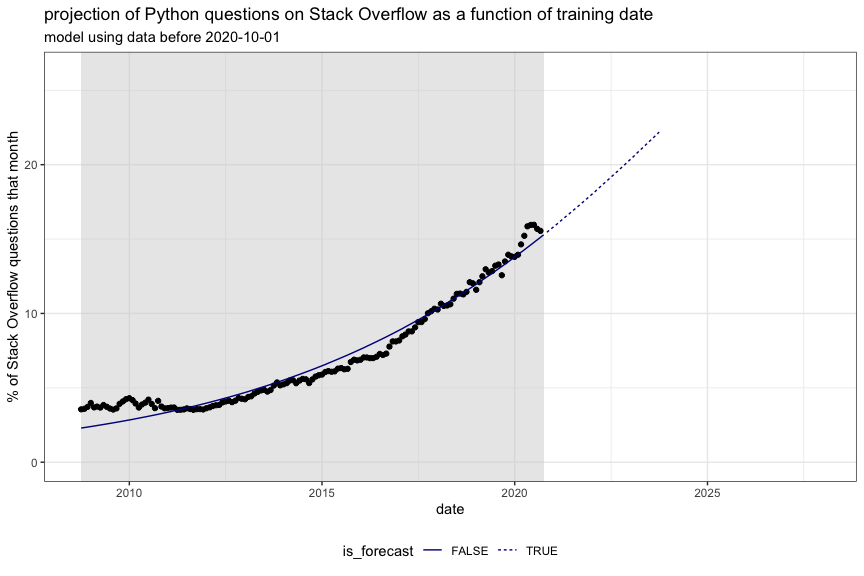 projection of Python questions on Stack Overflow as a function of training date
model using data before 2020-10-01
% of Stack Overflow questions that month
20
10
0
2010 2015 2020 2025
date
is_forecast FALSE TRUE